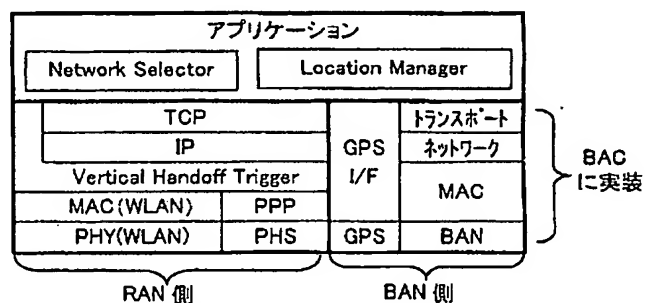 アプリケーション
Network Selector
Location Manager
TCP
トランスポート
IP
GPS
I/F
ネットワーク
Vertical Handoff Trigger
MAC
MAC(WLAN)
PPP
PHY(WLAN)
PHS
GPS
BAN
BAC
に実装
RAN 側
BAN 側